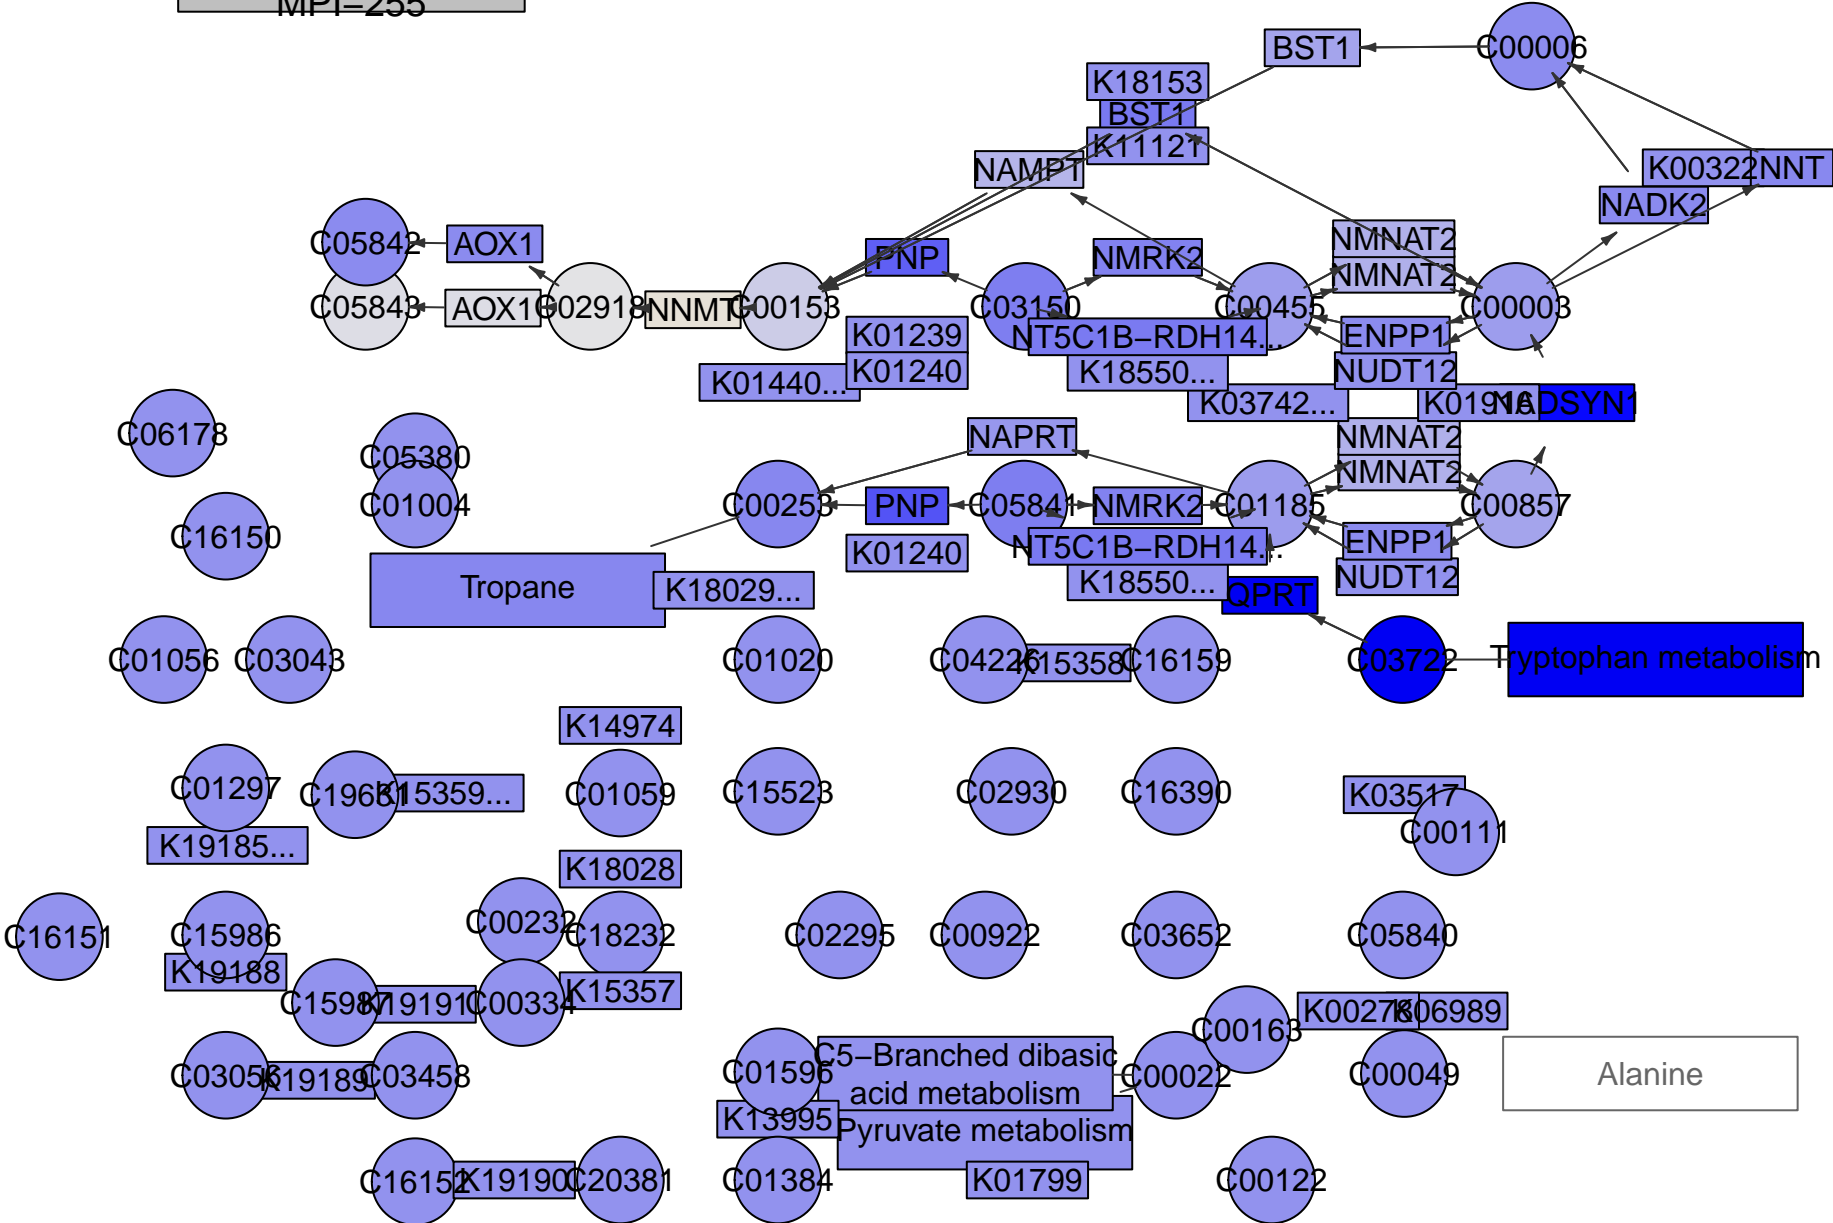 MPI−255
BST1
C00006
K18153
BST1
K11121
NAMPT
K00322
NNT
NADK2
C05842
AOX1
PNP
NMRK2
NMNAT2
NMNAT2
C05843
AOX1
C02918
NNMT
C00153
C03150
C00455
C00003
K01239
NT5C1B−RDH14...
ENPP1
K01440...
K01240
K18550...
NUDT12
K03742...
K01916
NADSYN1
C06178
C05380
NAPRT
NMNAT2
NMNAT2
C01004
C00253
PNP
C05841
NMRK2
C01185
C00857
C16150
K01240
NT5C1B−RDH14...
ENPP1
Tropane
K18029...
K18550...
NUDT12
QPRT
C01056
C03043
C01020
C04226
K15358
C16159
C03722
Tryptophan metabolism
K14974
C01297
C19631
K15359...
C01059
C15523
C02930
C16390
K03517
C00111
K19185...
K18028
C16151
C15986
C00232
C18232
C02295
C00922
C03652
C05840
K19188
C15987
K19191
C00334
K15357
C00163
K00278
K06989
C03056
K19189
C03458
C01596
C5−Branched dibasic
acid metabolism
C00022
C00049
Alanine
K13995
Pyruvate metabolism
C16152
K19190
C20381
C01384
K01799
C00122